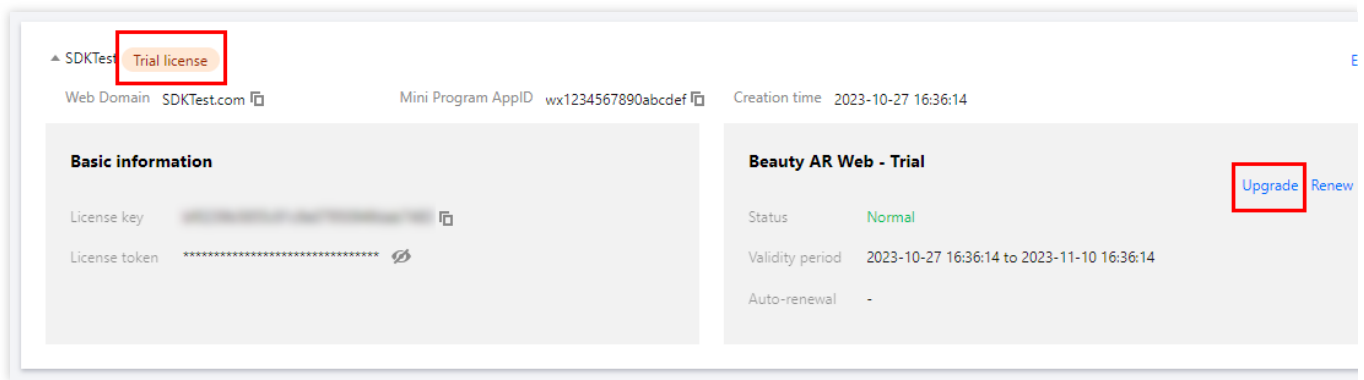 SDKTest Trial license
Web Domain SDKTest.com Mini Program AppID wx1234567890abcdef Creation time 2023-10-27 16:36:14
Basic information
License key
License token ********************************
Beauty AR Web - Trial
Upgrade Renew
Status Normal
Validity period 2023-10-27 16:36:14 to 2023-11-10 16:36:14
Auto-renewal -